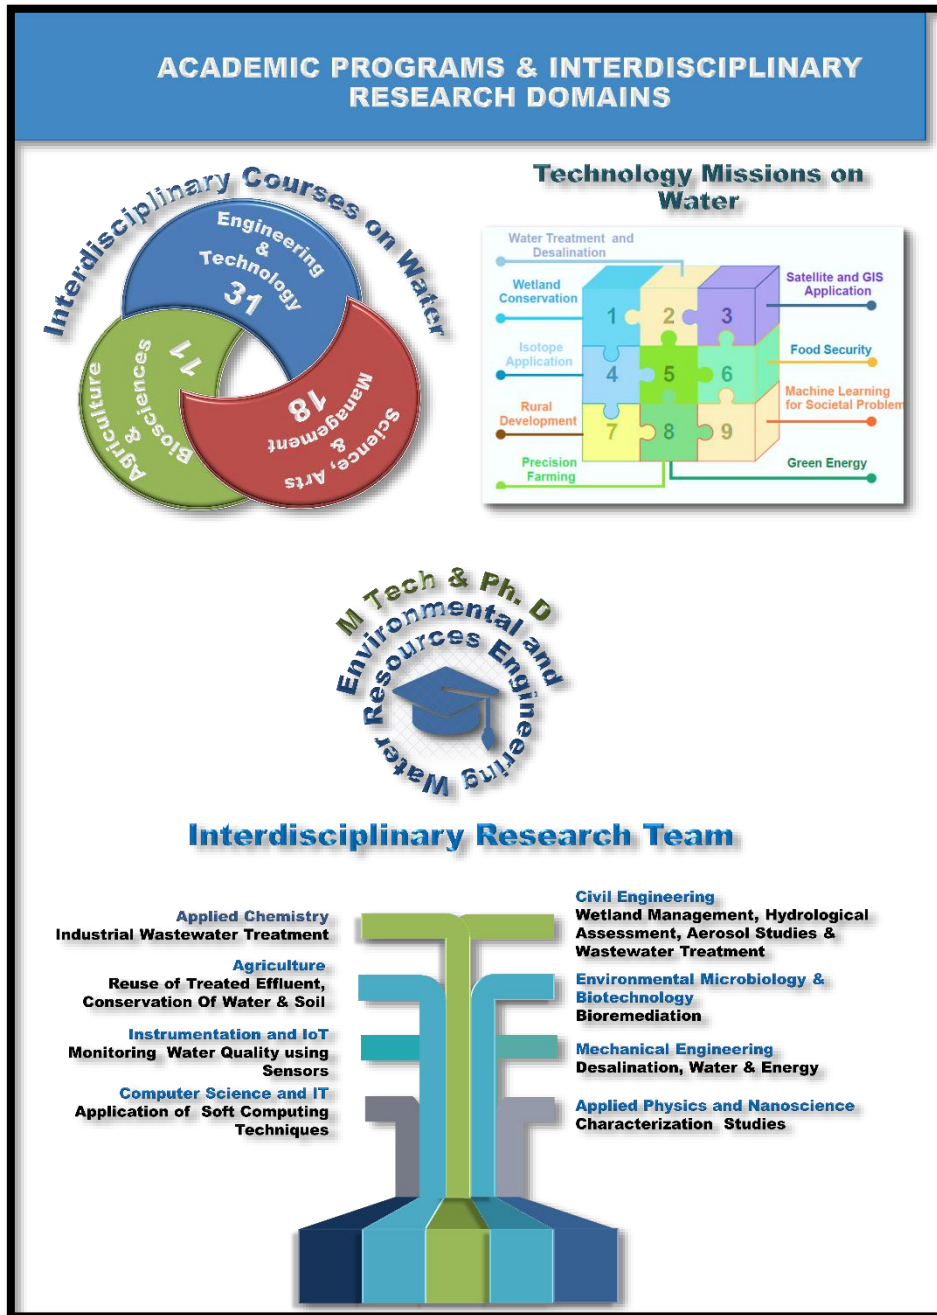 ACADEMIC PROGRAMS & INTERDISCIPLINARY
RESEARCH DOMAINS
Interdisciplinary Courses on Water
Engineering
&
Technology
31
Agriculture
&
Biosciences
11
Science, Arts
&
Management
18
Technology Missions on
Water
Water Treatment and
Desalination
Wetland
Conservation
Isotope
Application
Rural
Development
Precision
Farming
1 2 3
4 5 6
7 8 9
Satellite and GIS
Application
Food Security
Machine Learning
for Societal Problem
Green Energy
M Tech & Ph. D
Environmental and
Water Resources Engineering
Interdisciplinary Research Team
Applied Chemistry
Industrial Wastewater Treatment
Agriculture
Reuse of Treated Effluent,
Conservation Of Water & Soil
Instrumentation and IoT
Monitoring Water Quality using
Sensors
Computer Science and IT
Application of Soft Computing
Techniques
Civil Engineering
Wetland Management, Hydrological
Assessment, Aerosol Studies &
Wastewater Treatment
Environmental Microbiology &
Biotechnology
Bioremediation
Mechanical Engineering
Desalination, Water & Energy
Applied Physics and Nanoscience
Characterization Studies